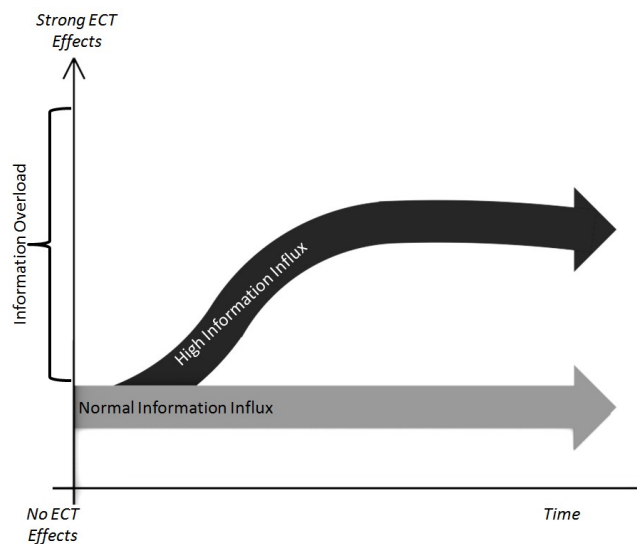 Strong ECT
Effects
Information Overload
High Information Influx
Normal Information Influx
No ECT
Effects
Time